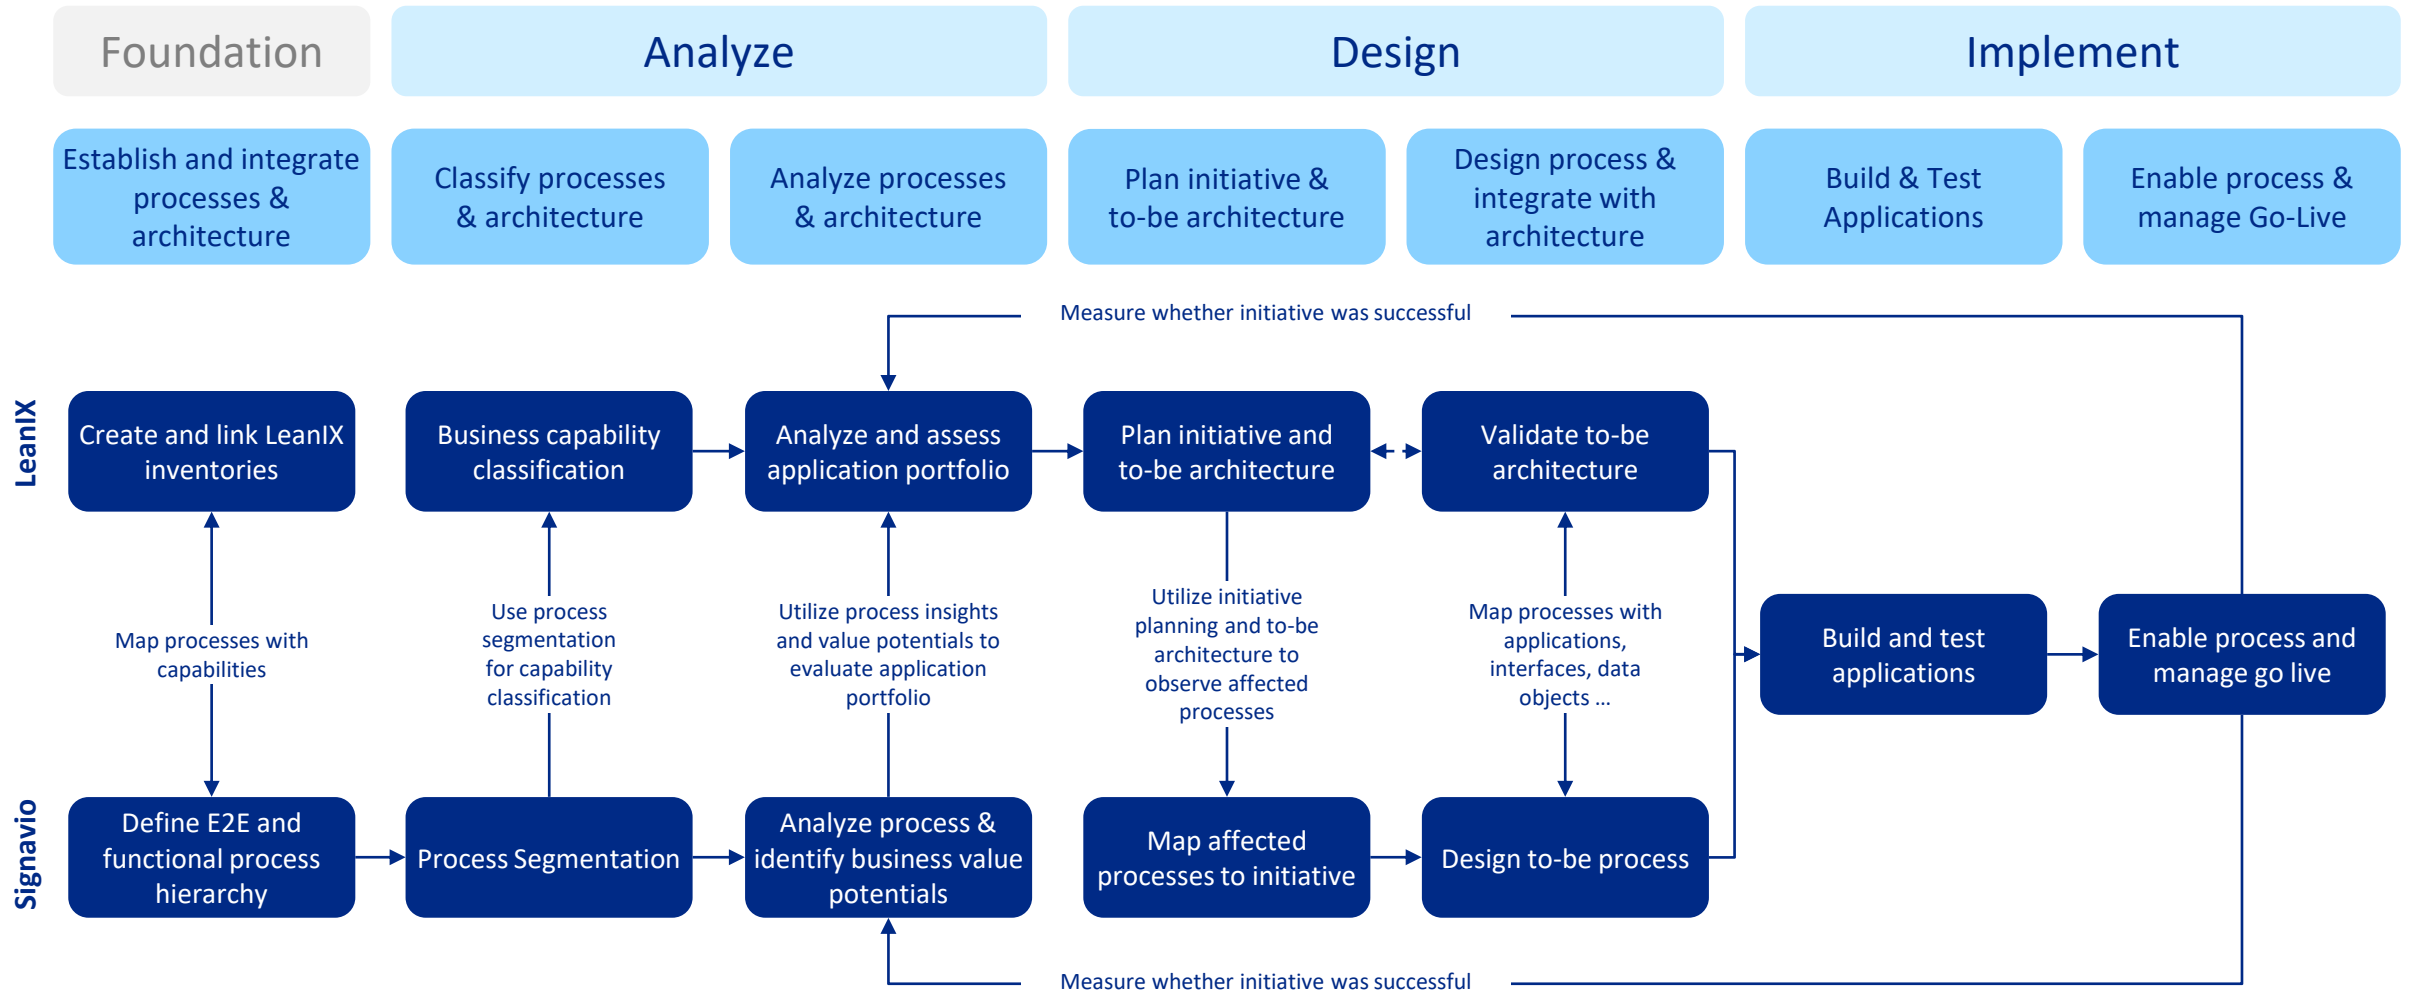 Foundation
Analyze
Design
Implement
Establish and integrate
processes &
architecture
Classify processes
& architecture
Analyze processes
& architecture
Plan initiative &
to-be architecture
Design process &
integrate with
architecture
Build & Test
Applications
Enable process &
manage Go-Live
Measure whether initiative was successful
LeanIX
Create and link LeanIX
inventories
Business capability
classification
Analyze and assess
application portfolio
Plan initiative and
to-be architecture
Validate to-be
architecture
Map processes with
capabilities
Use process
segmentation
for capability
classification
Utilize process insights
and value potentials to
evaluate application
portfolio
Utilize initiative
planning and to-be
architecture to
observe affected
processes
Map processes with
applications,
interfaces, data
objects ...
Build and test
applications
Enable process and
manage go live
Signavio
Define E2E and
functional process
hierarchy
Process Segmentation
Analyze process &
identify business value
potentials
Map affected
processes to initiative
Design to-be process
Measure whether initiative was successful